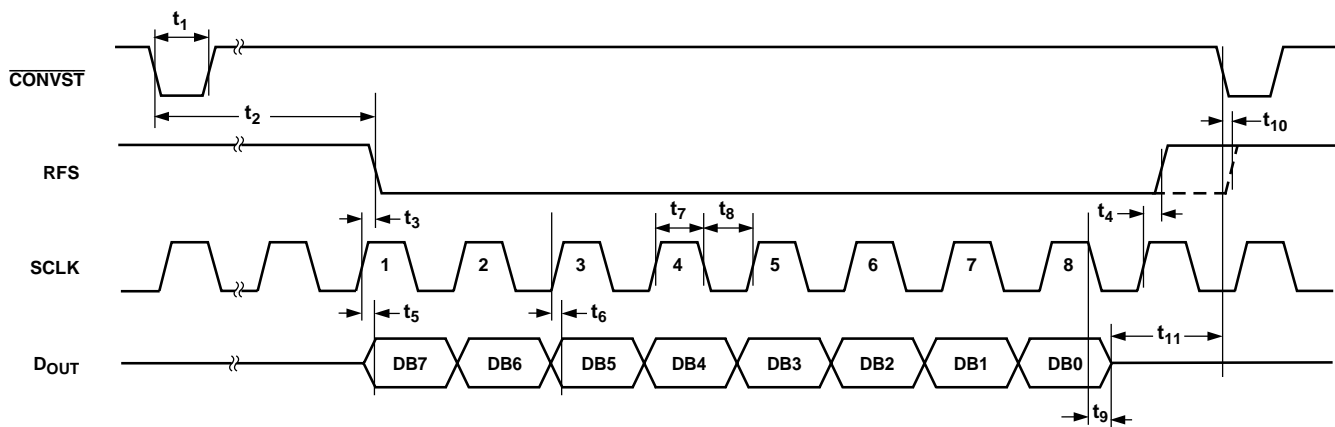 t1
CONVST
t2
t10
RFS
t3
t7
t8
t4
SCLK
1
2
3
4
5
6
7
8
t5
t6
t11
DOUT
DB7
DB6
DB5
DB4
DB3
DB2
DB1
DB0
t9